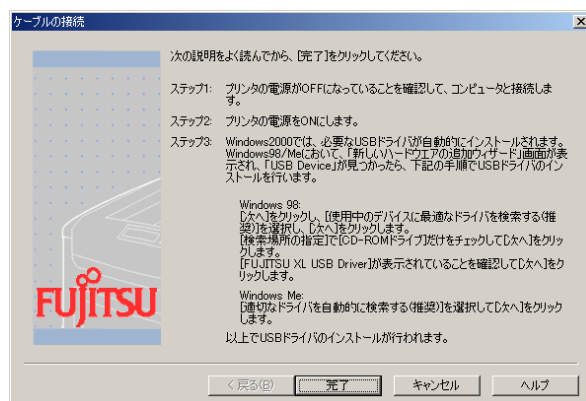 ケーブルの接続
次の説明をよく読んでから、[完了]をクリックしてください。
ステップ1: プリンタの電源がOFFになっていることを確認して、コンピュータと接続しま
す。
ステップ2: プリンタの電源をONにします。
ステップ3: Windows2000では、必要なUSBドライバが自動的にインストールされます。
Windows98/Meにおいて、「新しいハードウエアの追加ウィザード」画面が表
示され、「USB Device」が見つかったら、下記の手順でUSBドライバのイン
ストールを行います。
Windows 98:
[次へ]をクリックし、[使用中のデバイスに最適なドライバを検索する(推
奨)]を選択し、[次へ]をクリックします。
[検索場所の指定]で[CD-ROMドライブ]だけをチェックして[次へ]をクリッ
クします。
[FUJITSU XL USB Driver]が表示されていることを確認して[次へ]をク
リックします。
Windows Me:
[適切なドライバを自動的に検索する(推奨)]を選択して[次へ]をクリック
します。
以上でUSBドライバのインストールが行われます。
FUJITSU
< 戻る(B) 完了 キャンセル ヘルプ